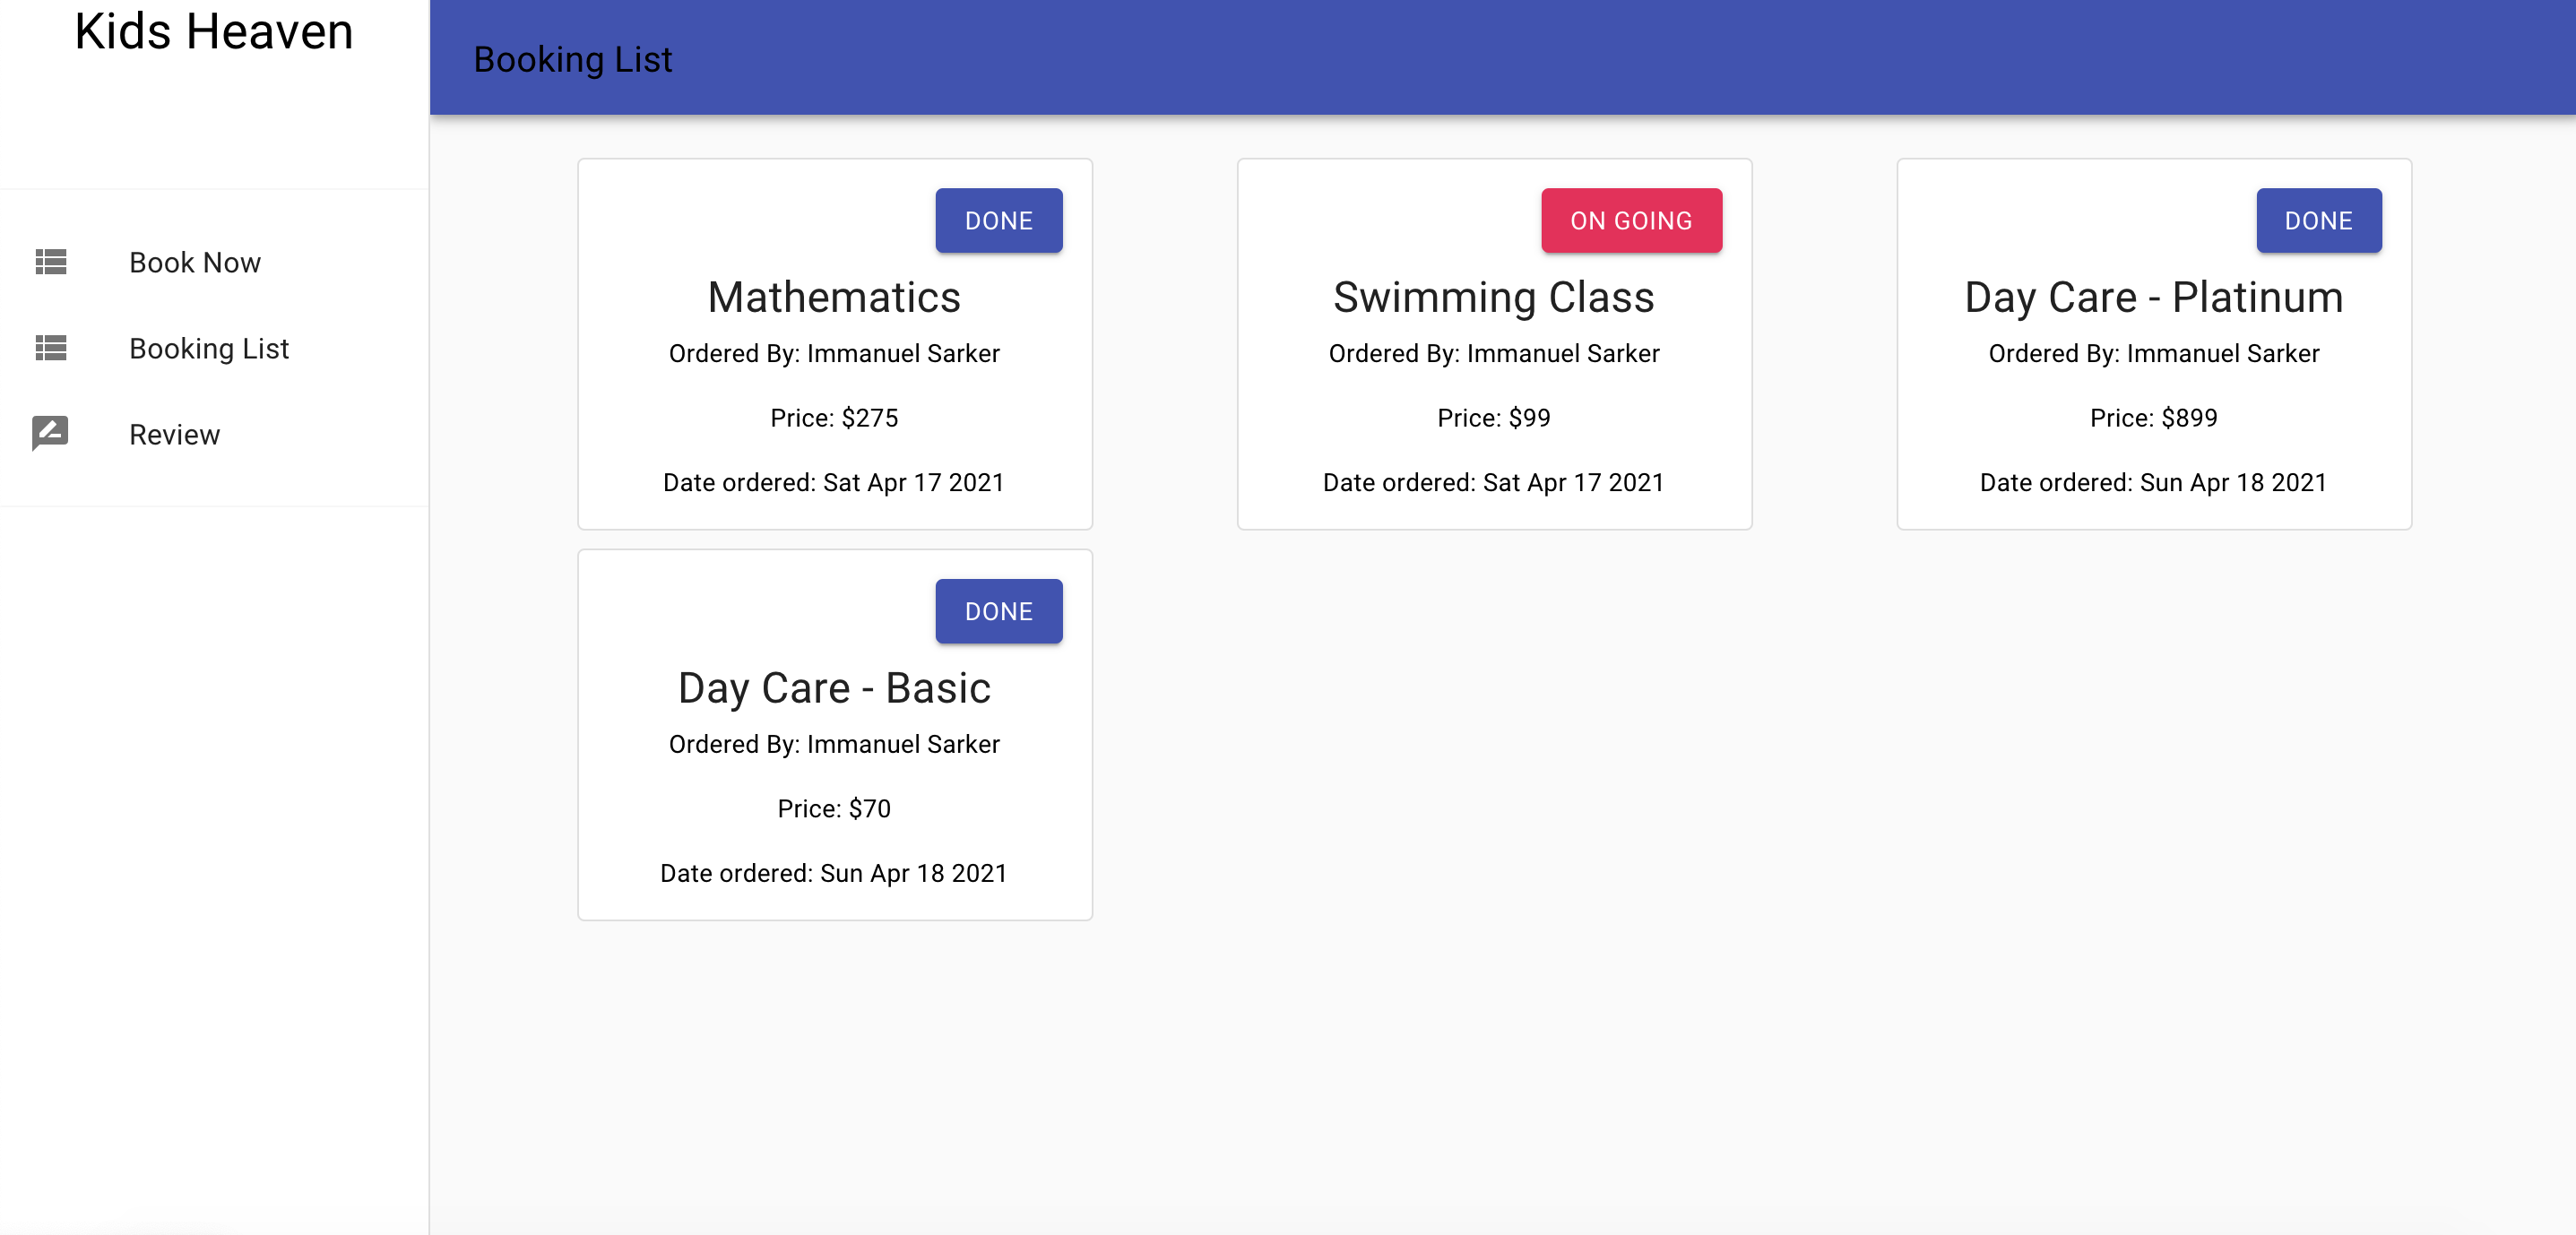 Kids Heaven
Book Now
Booking List
Review
Booking List
DONE
Mathematics
Ordered By: Immanuel Sarker
Price: $275
Date ordered: Sat Apr 17 2021
ON GOING
Swimming Class
Ordered By: Immanuel Sarker
Price: $99
Date ordered: Sat Apr 17 2021
DONE
Day Care - Platinum
Ordered By: Immanuel Sarker
Price: $899
Date ordered: Sun Apr 18 2021
DONE
Day Care - Basic
Ordered By: Immanuel Sarker
Price: $70
Date ordered: Sun Apr 18 2021